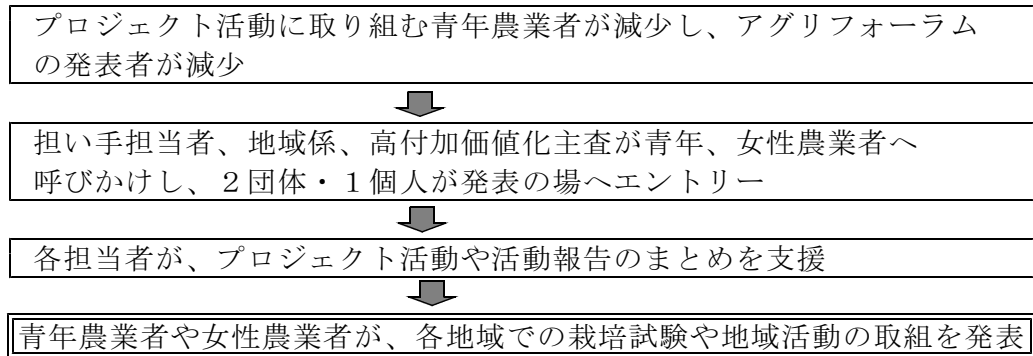 プロジェクト活動に取り組む青年農業者が減少し、アグリフォーラム
の発表者が減少
担い手担当者、地域係、高付加価値化主査が青年、女性農業者へ
呼びかけし、２団体・１個人が発表の場へエントリー
各担当者が、プロジェクト活動や活動報告のまとめを支援
青年農業者や女性農業者が、各地域での栽培試験や地域活動の取組を発表